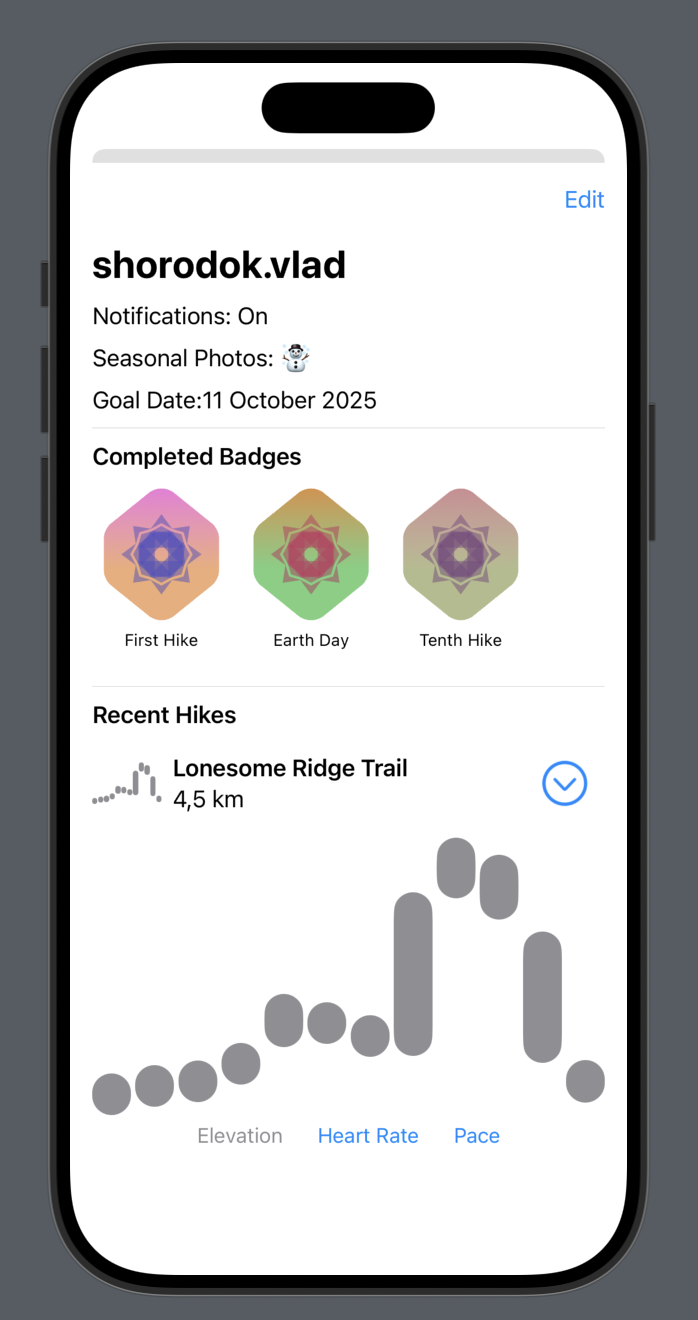 Edit
shorodok.vlad
Notifications: On
Seasonal Photos: ☃️
Goal Date:11 October 2025
Completed Badges
First Hike Earth Day Tenth Hike
Recent Hikes
Lonesome Ridge Trail
4,5 km
Elevation Heart Rate Pace